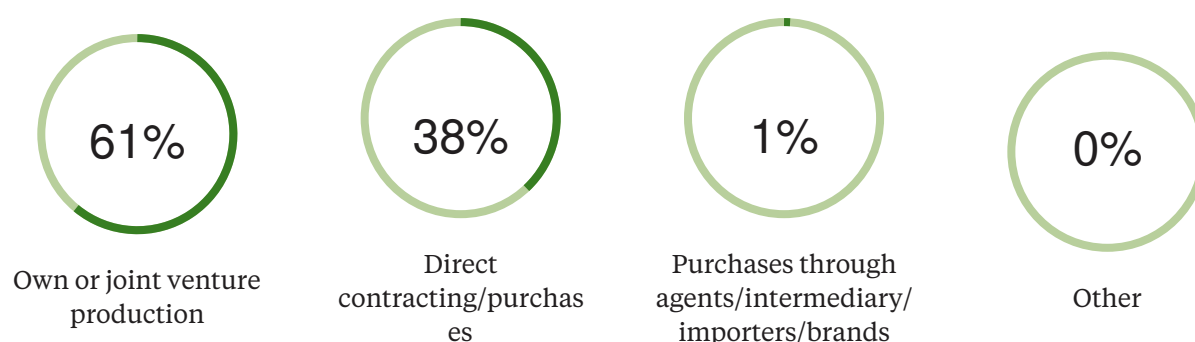 61%
Own or joint venture
production
38%
Direct
contracting/purchas
es
1%
Purchases through
agents/intermediary/
importers/brands
0%
Other